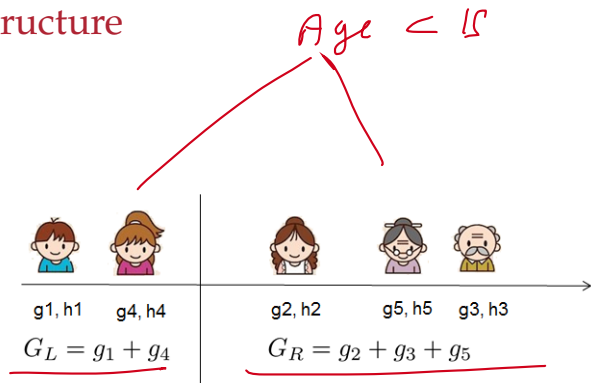 ructure
Age < 15
g1, h1 g4, h4 g2, h2 g5, h5 g3, h3
G_L = g_1 + g_4 G_R = g_2 + g_3 + g_5